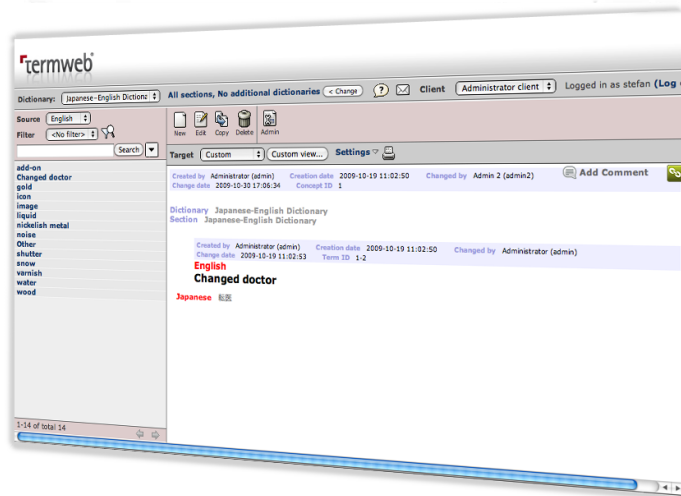 termweb
Dictionary: Japanese-English Dictiona All sections, No additional dictionaries < Change ? Client Administrator client Logged in as stefan (Log
Source English
Filter <No filter>
Search
New Edit Copy Delete Admin
Target Custom Custom view... Settings
add-on
Changed doctor
gold
icon
image
liquid
nickelish metal
noise
Other
shutter
snow
varnish
water
wood
1-14 of total 14
Created by Administrator (admin) Creation date 2009-10-19 11:02:50 Changed by Admin 2 (admin2) Add Comment
Change date 2009-10-30 17:06:34 Concept ID 1
Dictionary Japanese-English Dictionary
Section Japanese-English Dictionary
Created by Administrator (admin) Creation date 2009-10-19 11:02:50 Changed by Administrator (admin)
Change date 2009-10-19 11:02:53 Term ID 1-2
English
Changed doctor
Japanese 転医